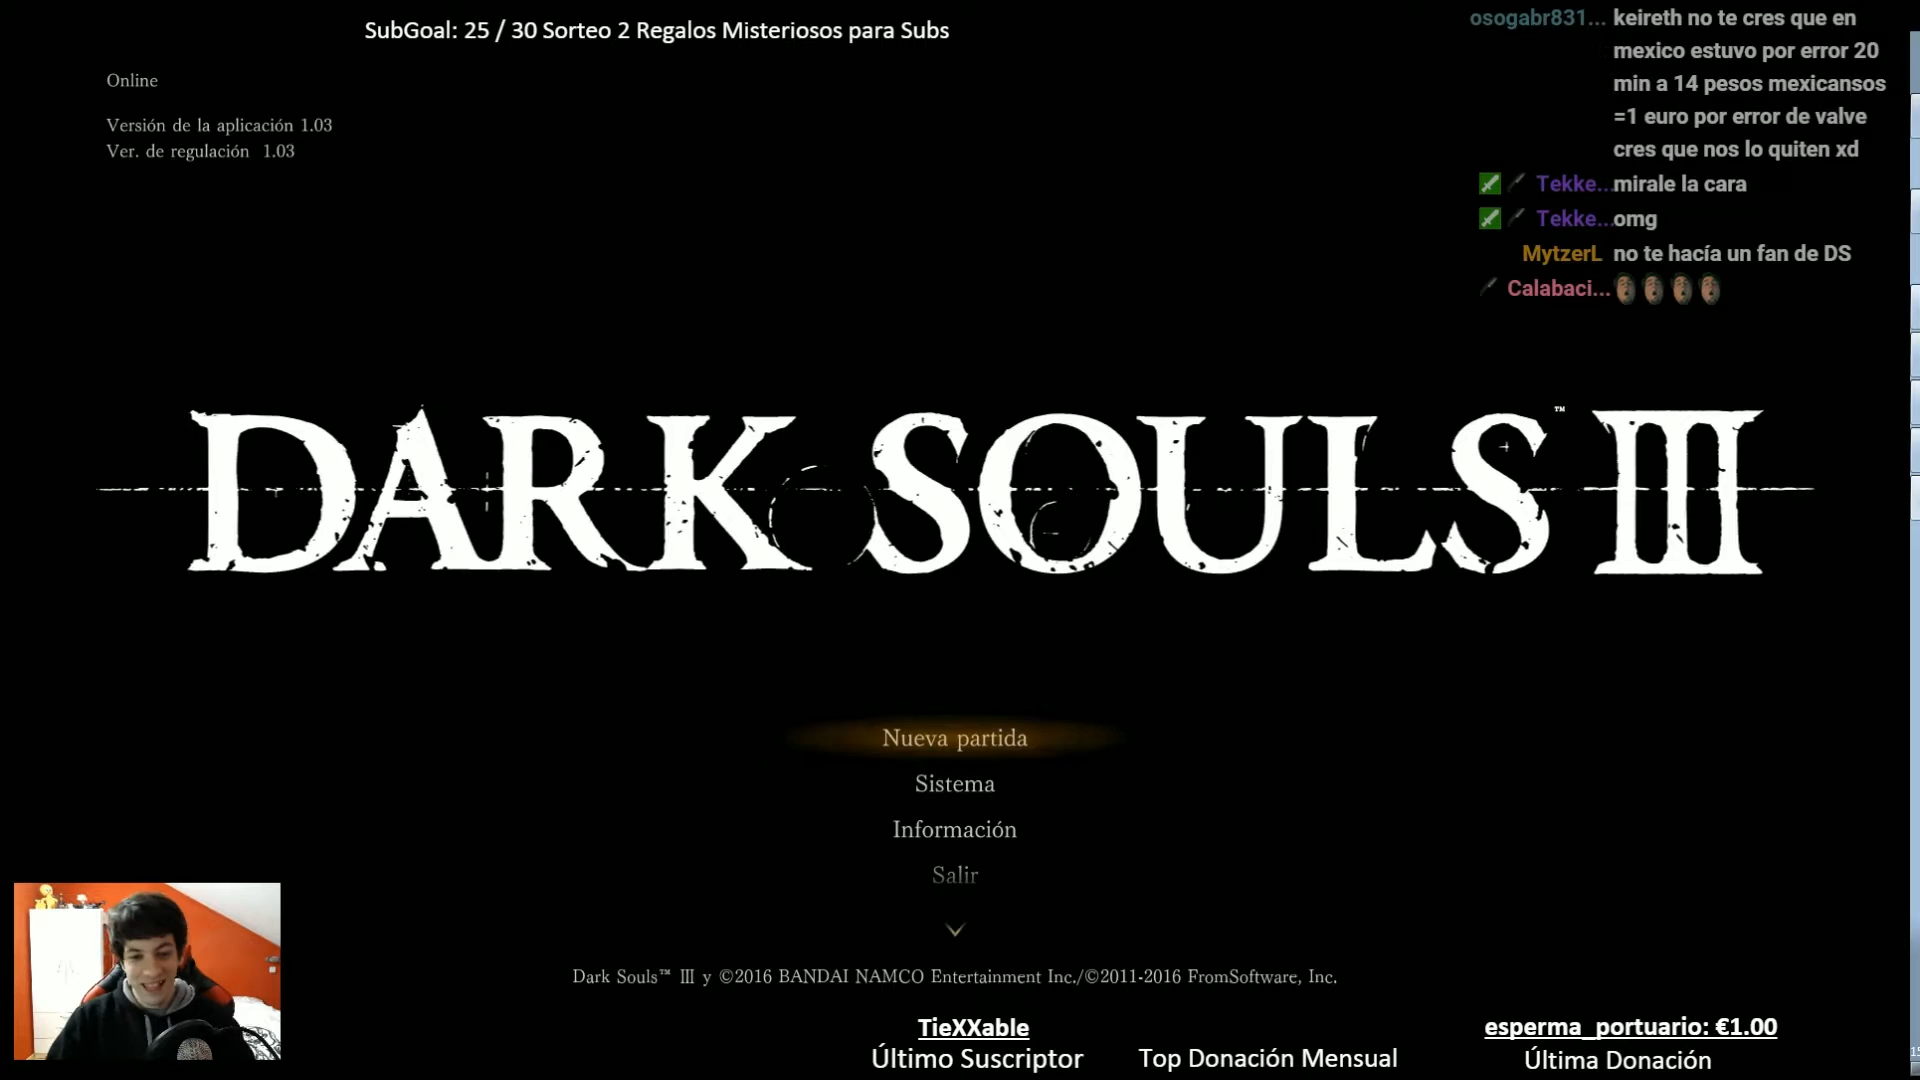 SubGoal: 25 / 30 Sorteo 2 Regalos Misteriosos para Subs
Online
Versión de la aplicación 1.03
Ver. de regulación 1.03
osogabr831... keireth no te cres que en
mexico estuvo por error 20
min a 14 pesos mexicansos
=1 euro por error de valve
cres que nos lo quiten xd
Tekke... mirale la cara
Tekke... omg
MytzerL no te hacía un fan de DS
Calabaci...
DARK SOULS™ III
Nueva partida
Sistema
Información
Salir
Dark Souls™ III y ©2016 BANDAI NAMCO Entertainment Inc./©2011-2016 FromSoftware, Inc.
TieXXable
Último Suscriptor
Top Donación Mensual
esperma_portuario: €1.00
Última Donación